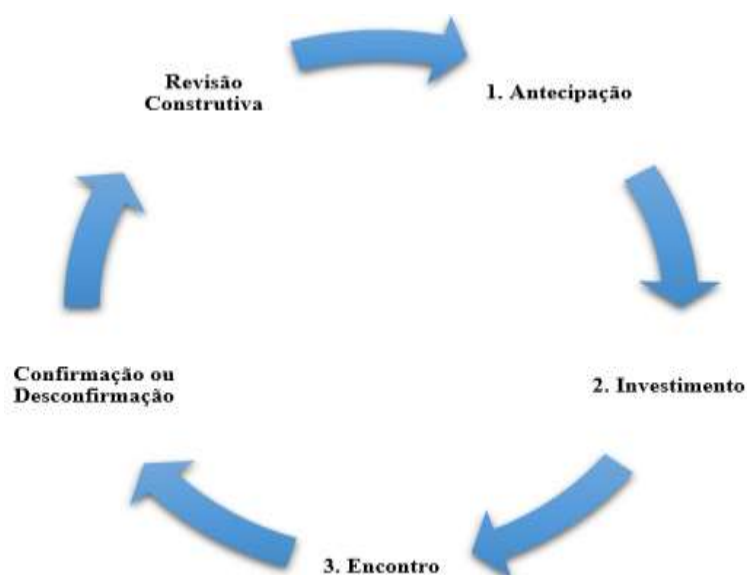 Revisão
Construtiva
1. Antecipação
Confirmação ou
Desconfirmação
2. Investimento
3. Encontro